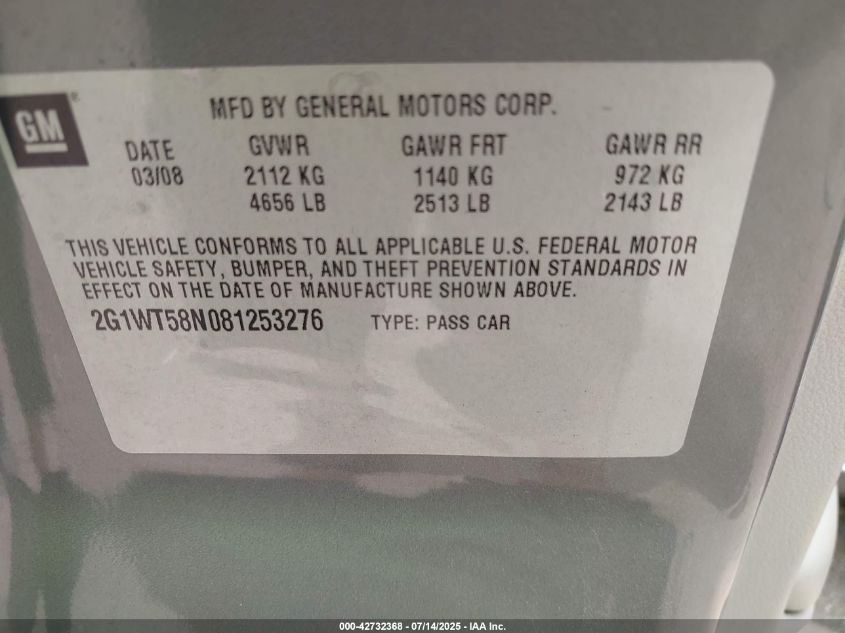 GM®
MFD BY GENERAL MOTORS CORP.
DATE GVWR GAWR FRT GAWR RR
03/08 2112 KG 1140 KG 972 KG
4656 LB 2513 LB 2143 LB
THIS VEHICLE CONFORMS TO ALL APPLICABLE U.S. FEDERAL MOTOR
VEHICLE SAFETY, BUMPER, AND THEFT PREVENTION STANDARDS IN
EFFECT ON THE DATE OF MANUFACTURE SHOWN ABOVE.
2G1WT58N081253276 TYPE: PASS CAR
000-42732368 - 07/14/2025 - IAA Inc.